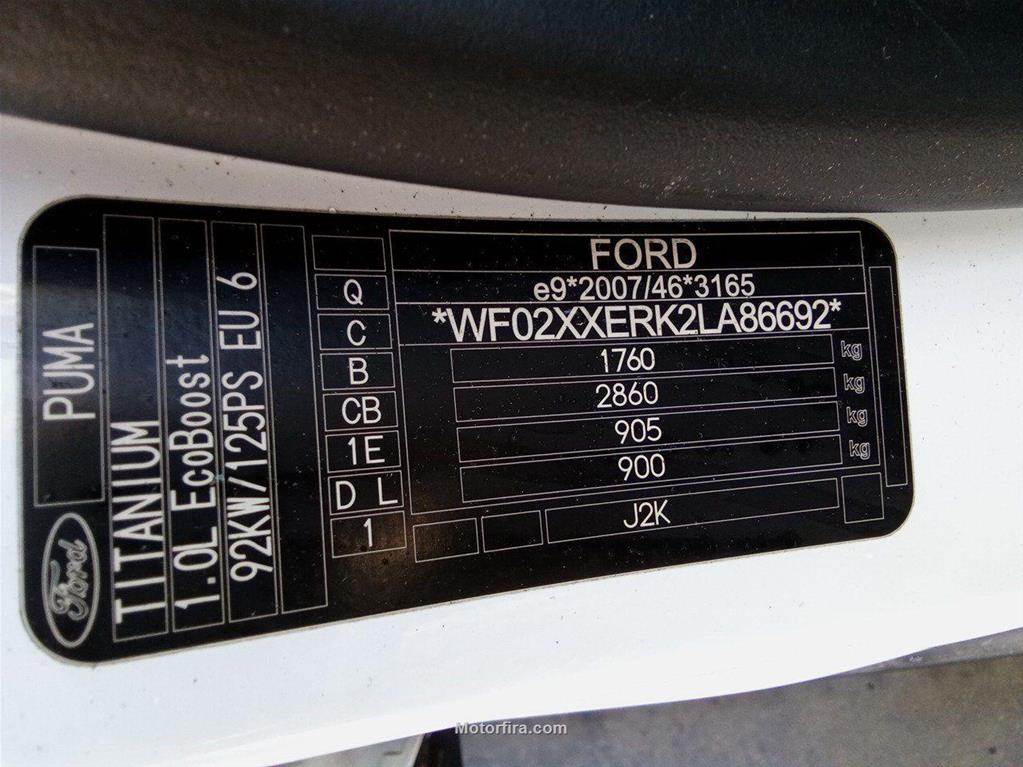 FORD
e9*2007/46*3165
*WF02XXERK2LA86692*
1760 kg
2860 kg
905 kg
900 kg
J2K
Q
C
B
CB
1E
D L
1
PUMA
TITANIUM
1.0L EcoBoost
92KW/125PS EU 6
Ford
Motorfira.com